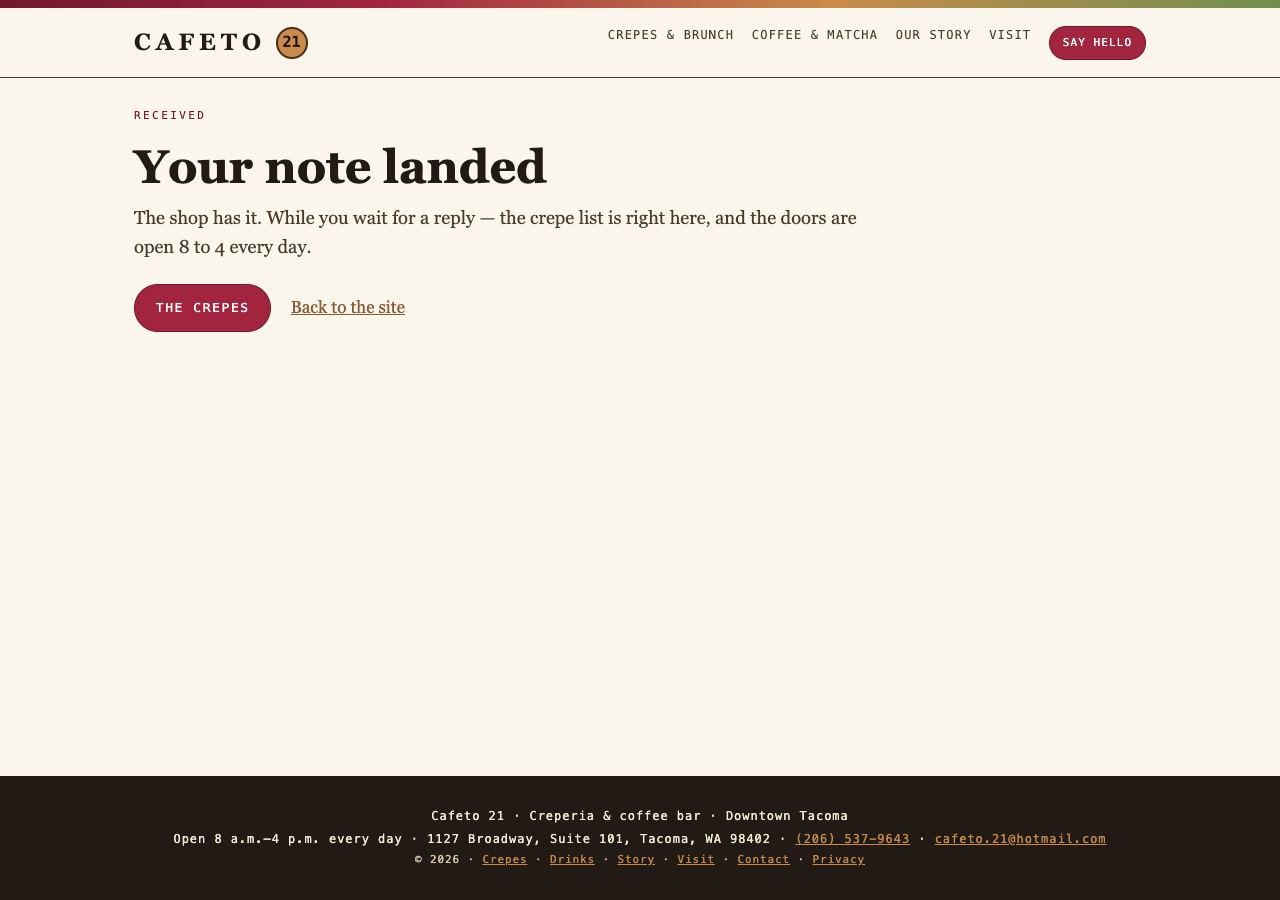 CAFETO 21
CREPES & BRUNCH COFFEE & MATCHA OUR STORY VISIT SAY HELLO
RECEIVED
Your note landed
The shop has it. While you wait for a reply — the crepe list is right here, and the doors are
open 8 to 4 every day.
THE CREPES Back to the site
Cafeto 21 · Creperia & coffee bar · Downtown Tacoma
Open 8 a.m.–4 p.m. every day · 1127 Broadway, Suite 101, Tacoma, WA 98402 · (206) 537-9643 · cafeto.21@hotmail.com
© 2026 · Crepes · Drinks · Story · Visit · Contact · Privacy